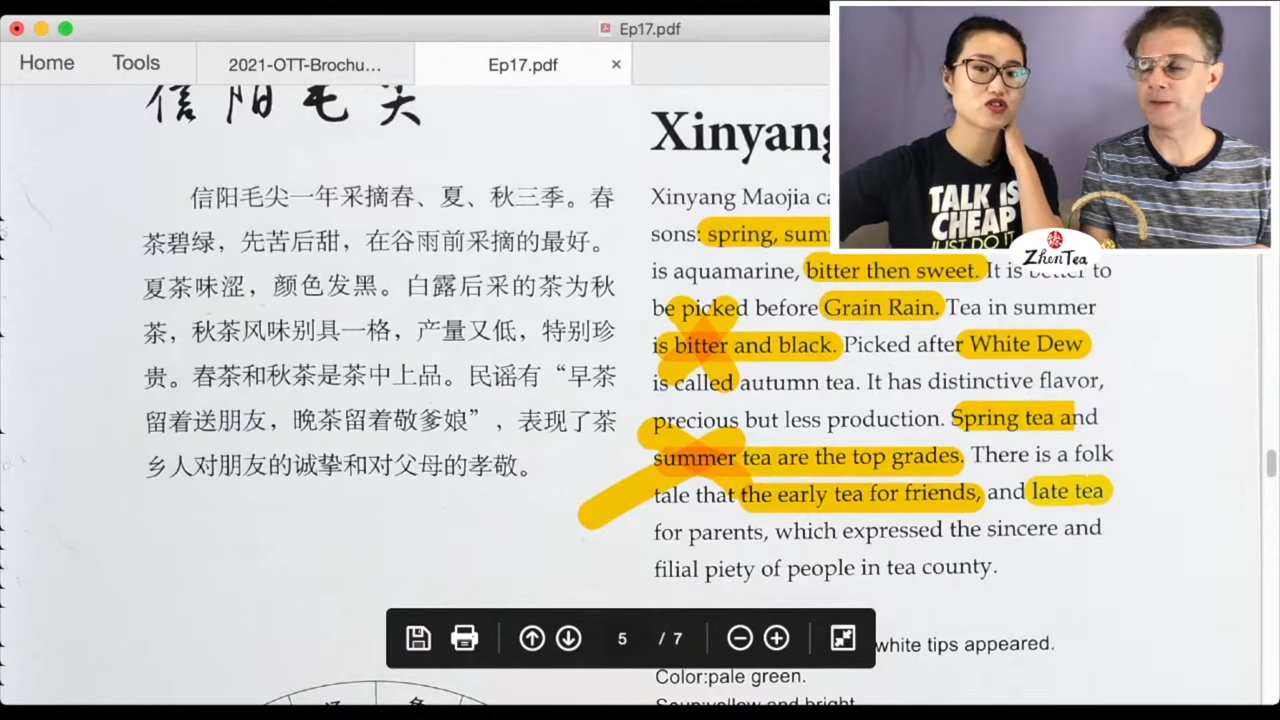 Ep17.pdf
Home
Tools
2021-OTT-Brochu...
Ep17.pdf
×
信阳毛尖
信阳毛尖一年采摘春、夏、秋三季。春
茶碧绿，先苦后甜，在谷雨前采摘的最好。
夏茶味涩，颜色发黑。白露后采的茶为秋
茶，秋茶风味别具一格，产量又低，特别珍
贵。春茶和秋茶是茶中上品。民谣有“早茶
留着送朋友，晚茶留着敬爹娘”，表现了茶
乡人对朋友的诚挚和对父母的孝敬。
Xinyang
Xinyang Maojia
sons: spring,
is aquamarine, bitter then sweet. It is better to
be picked before Grain Rain. Tea in summer
is bitter and black. Picked after White Dew
is called autumn tea. It has distinctive flavor,
precious but less production. Spring tea and
summer tea are the top grades. There is a folk
tale that the early tea for friends, and late tea
for parents, which expressed the sincere and
filial piety of people in tea county.
white tips appeared.
Color:pale green.
Soup:yellow and bright
5 / 7
TALK IS
CHEAP
JUST DO IT
ZhenTea